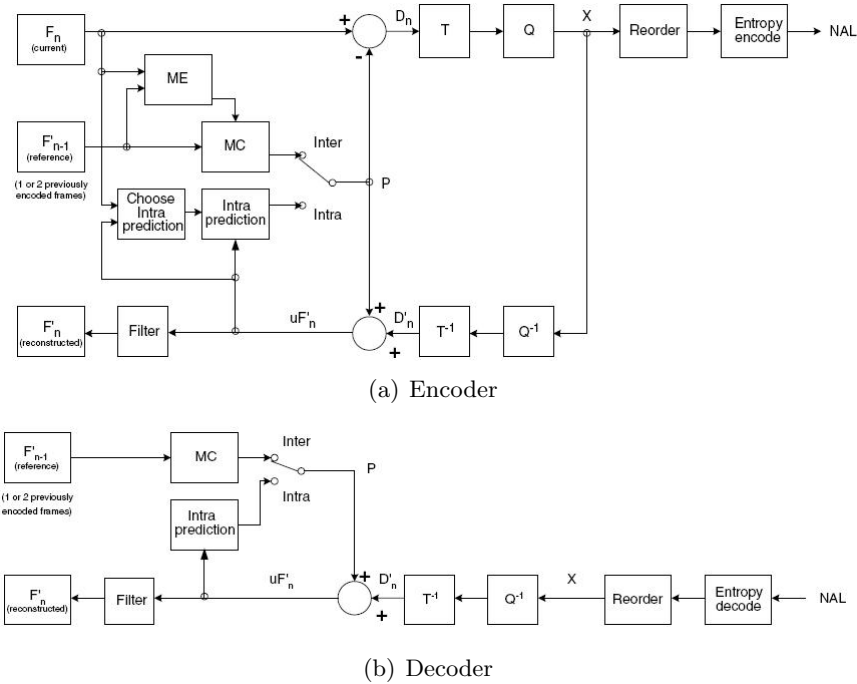 Fn
(current)
+
-
Dn
T
Q
X
Reorder
Entropy
encode
NAL
ME
F'n-1
(reference)
(1 or 2 previously
encoded frames)
MC
Inter
P
Choose
Intra
prediction
Intra
prediction
Intra
F'n
(reconstructed)
Filter
uF'n
+
+
D'n
T-1
Q-1
(a) Encoder
F'n-1
(reference)
(1 or 2 previously
encoded frames)
MC
Inter
P
Intra
Intra
prediction
F'n
(reconstructed)
Filter
uF'n
+
+
D'n
T-1
Q-1
X
Reorder
Entropy
decode
NAL
(b) Decoder